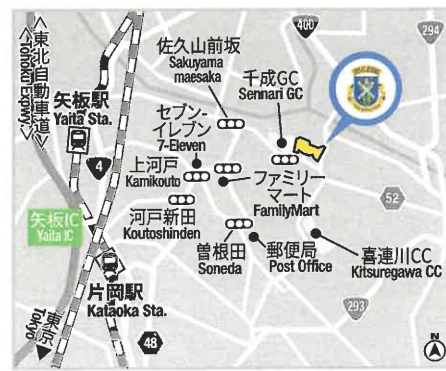 400
294
佐久山前坂
Sakuyama
maesaka
千成GC
Sennari GC
〈東北自動車道〉
〈Tohoku Expwy〉
矢板駅
Yaita Sta.
セブン-
イレブン
7-Eleven
4
上河戸
Kamikouto
ファミリー
マート
FamilyMart
52
矢板IC
Yaita IC
河戸新田
Koutoshinden
曽根田
Soneda
郵便局
Post Office
喜連川CC
Kitsuregawa CC
片岡駅
Kataoka Sta.
293
東京
Tokyo
48
N